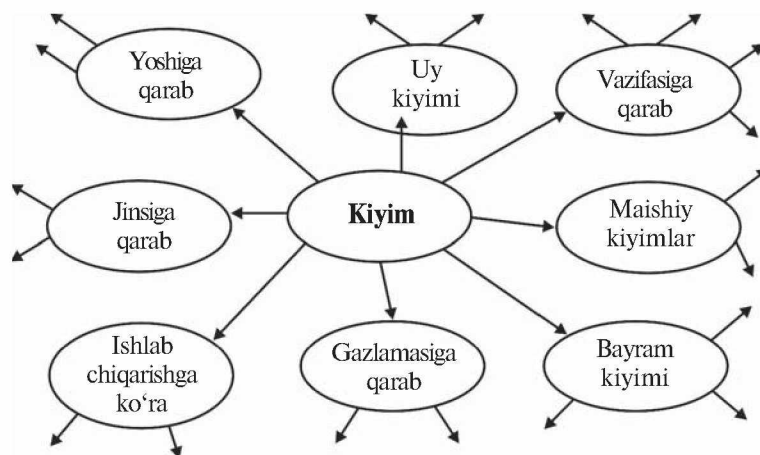 Yoshiga
qarab
Uy
kiyimi
Vazifasiga
qarab
Jinsiga
qarab
Kiyim
Maishiy
kiyimlar
Ishlab
chiqarishga
ko‘ra
Gazlamasiga
qarab
Bayram
kiyimi